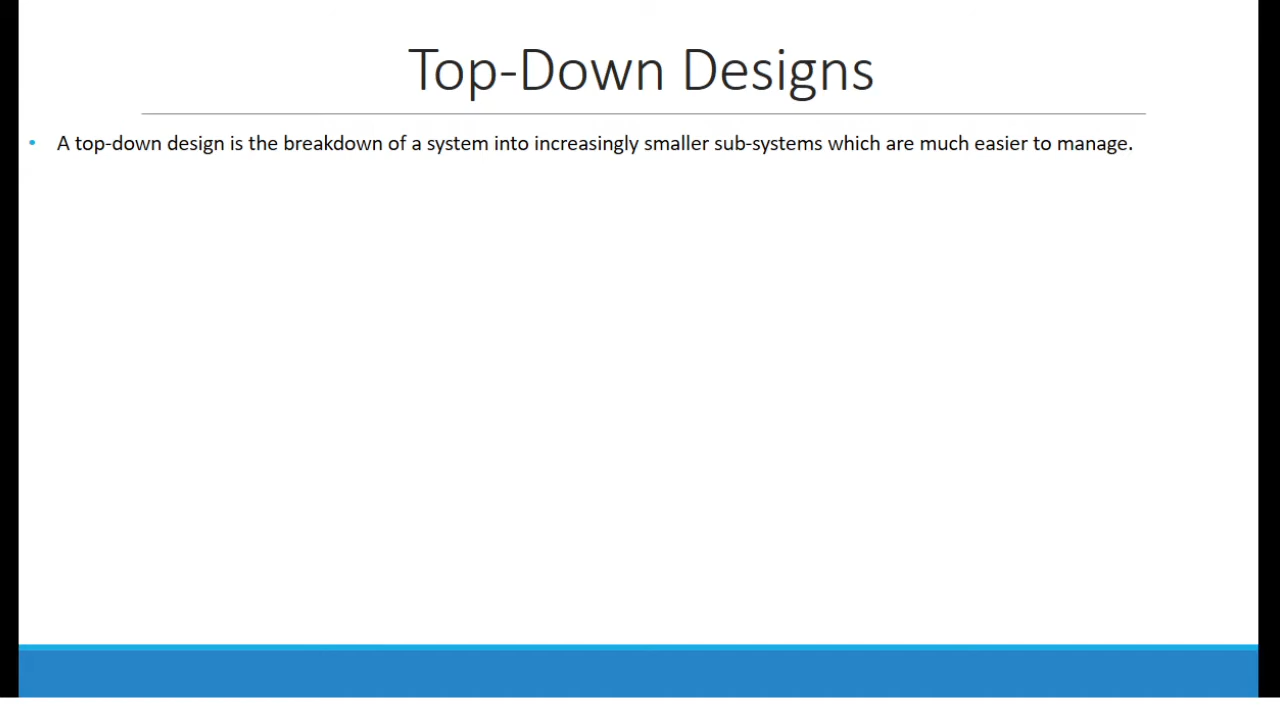 Top-Down Designs
• A top-down design is the breakdown of a system into increasingly smaller sub-systems which are much easier to manage.